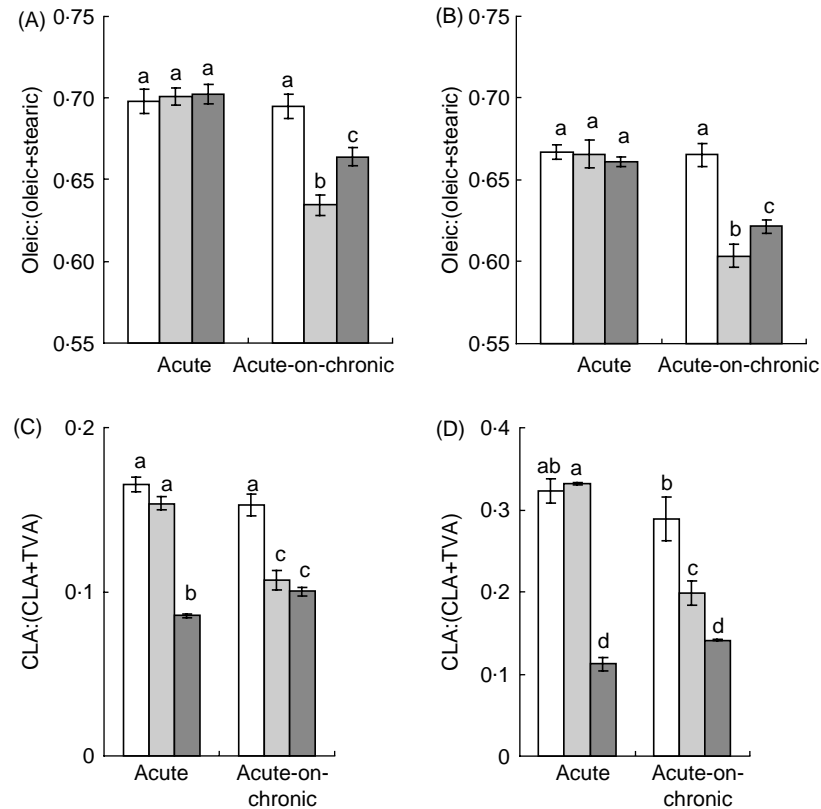 (A)
0·75
0·70
0·65
0·60
0·55
Oleic:(oleic+stearic)
a a a
a
b
c
Acute Acute-on-chronic
(B)
0·75
0·70
0·65
0·60
0·55
Oleic:(oleic+stearic)
a a a
a
b
c
Acute Acute-on-chronic
(C)
0·2
0·1
0
CLA:(CLA+TVA)
a
a
b
a
c c
Acute Acute-on-
chronic
(D)
0·4
0·3
0·2
0·1
0
CLA:(CLA+TVA)
ab a
d
b
c
d
Acute Acute-on-
chronic